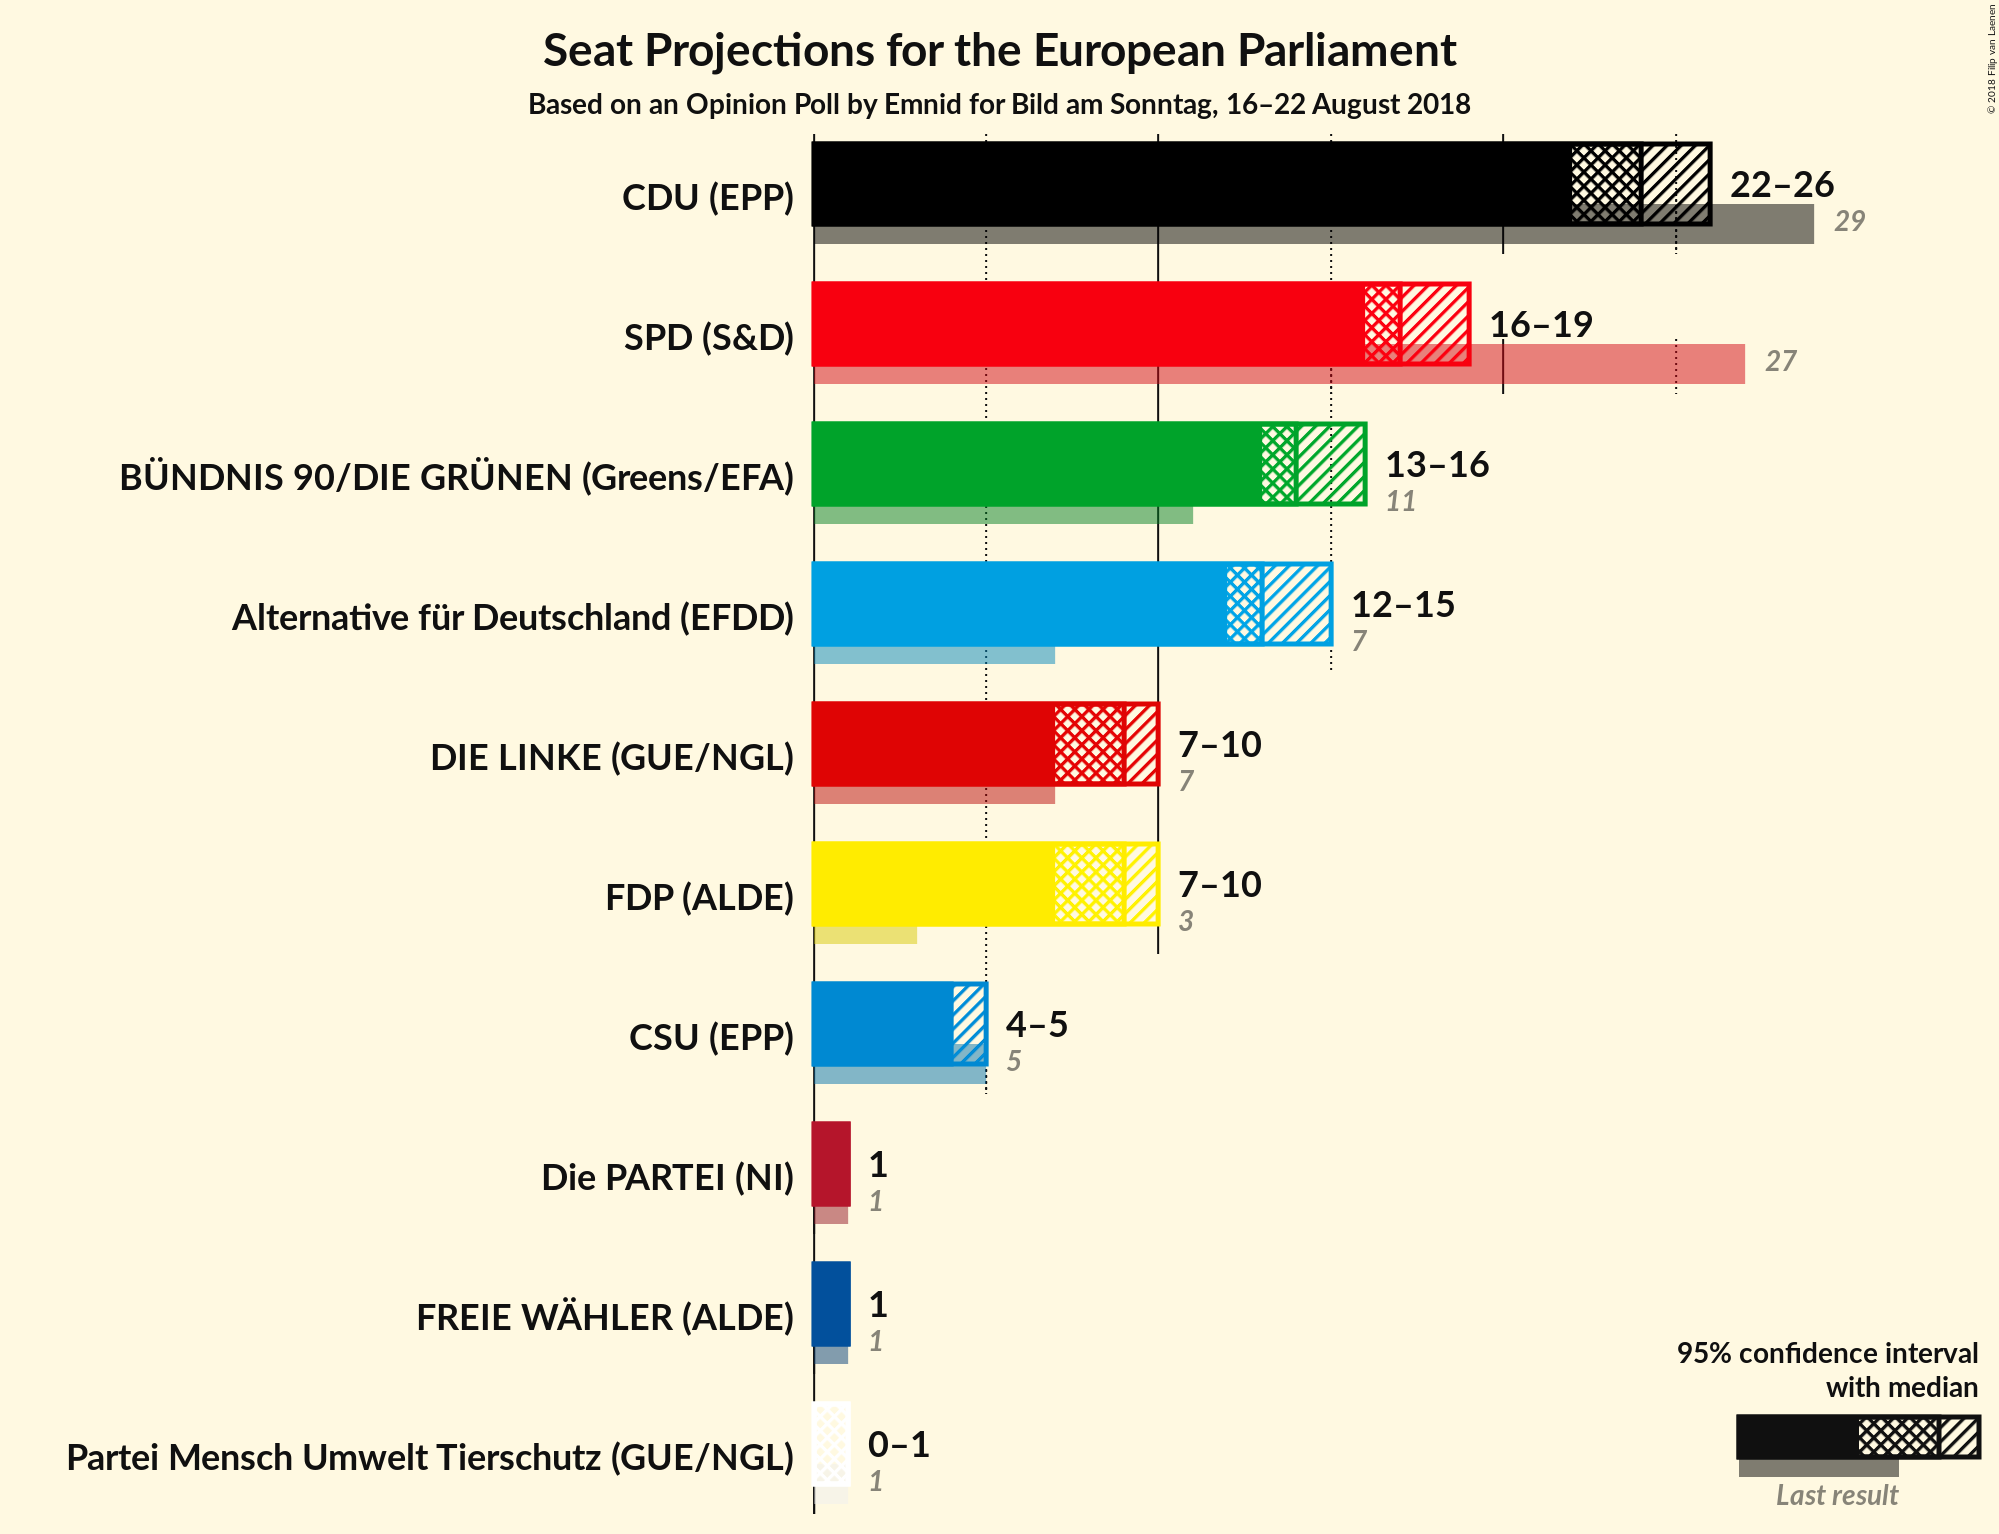 Seat Projections for the European Parliament
Based on an Opinion Poll by Emnid for Bild am Sonntag, 16–22 August 2018
© 2018 Filip van Laenen
CDU (EPP)
22–26
29
SPD (S&D)
16–19
27
BÜNDNIS 90/DIE GRÜNEN (Greens/EFA)
13–16
11
Alternative für Deutschland (EFDD)
12–15
7
DIE LINKE (GUE/NGL)
7–10
7
FDP (ALDE)
7–10
3
CSU (EPP)
4–5
5
Die PARTEI (NI)
1
1
FREIE WÄHLER (ALDE)
1
1
Partei Mensch Umwelt Tierschutz (GUE/NGL)
0–1
1
95% confidence interval
with median
Last result